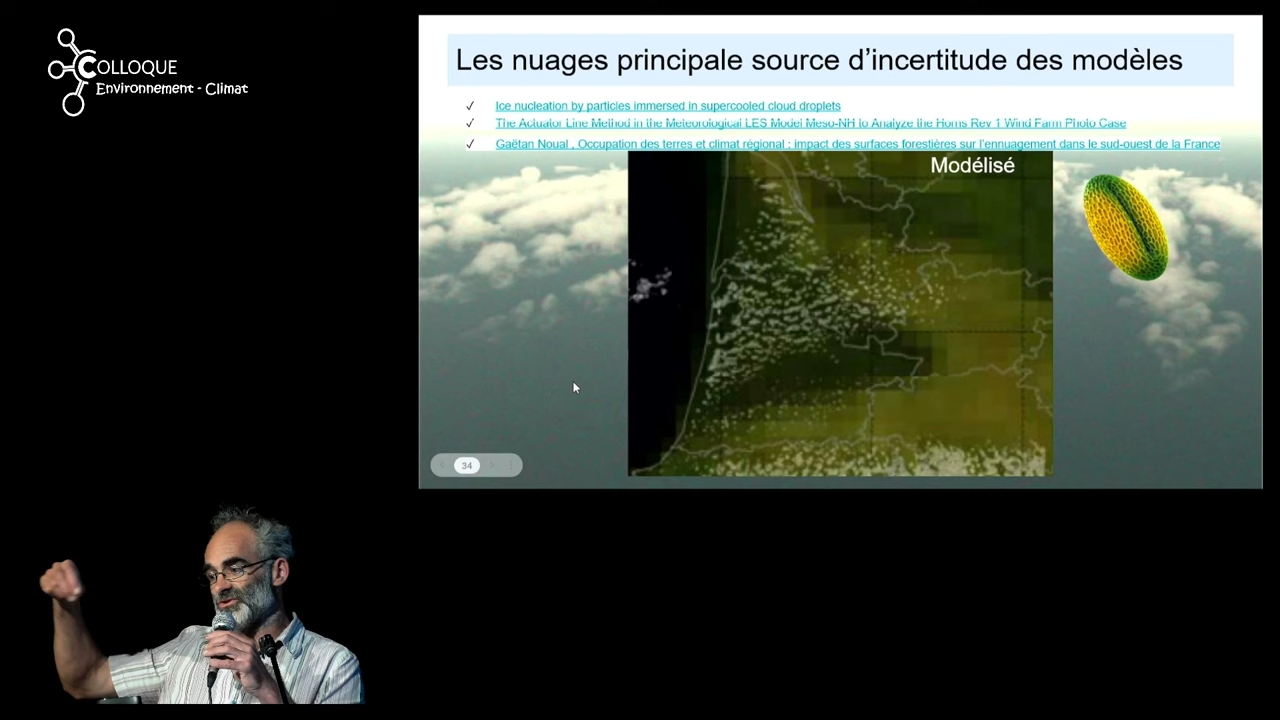 COLLOQUE
Environnement - Climat
Les nuages principale source d’incertitude des modèles
✓ Ice nucleation by particles immersed in supercooled cloud droplets
✓ The Actuator Line Method in the Meteorological LES Model Meso-NH to Analyze the Horns Rev 1 Wind Farm Photo Case
✓ Gaëtan Noual , Occupation des terres et climat régional : impact des surfaces forestières sur l'ennuagement dans le sud-ouest de la France
Modélisé
34